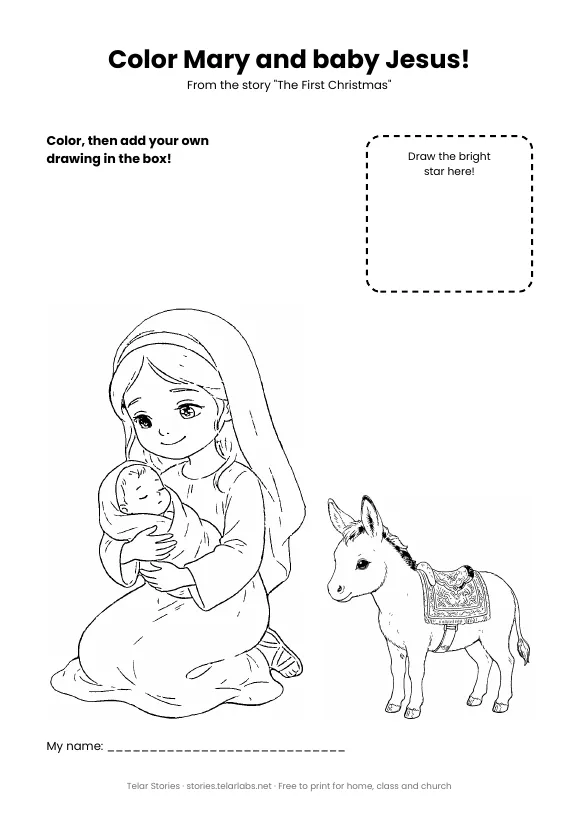 Color Mary and baby Jesus!
From the story "The First Christmas"
Color, then add your own
drawing in the box!
Draw the bright
star here!
My name: ____________________________
Telar Stories · stories.telarlabs.net · Free to print for home, class and church